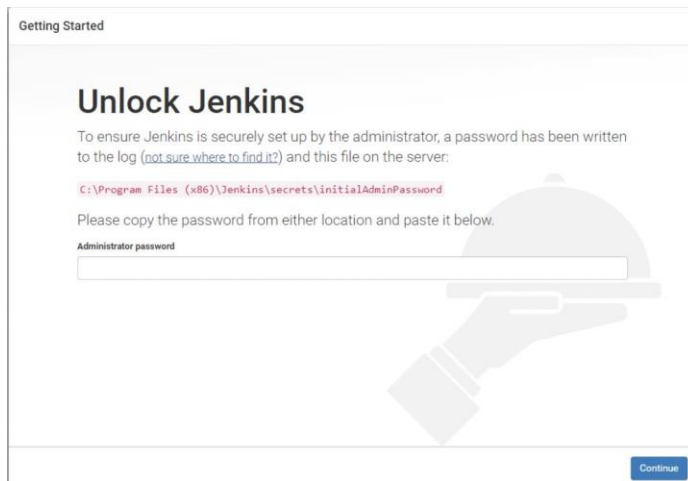 Getting Started
Unlock Jenkins
To ensure Jenkins is securely set up by the administrator, a password has been written
to the log (not sure where to find it?) and this file on the server:
C:\Program Files (x86)\Jenkins\secrets\initialAdminPassword
Please copy the password from either location and paste it below.
Administrator password
Continue